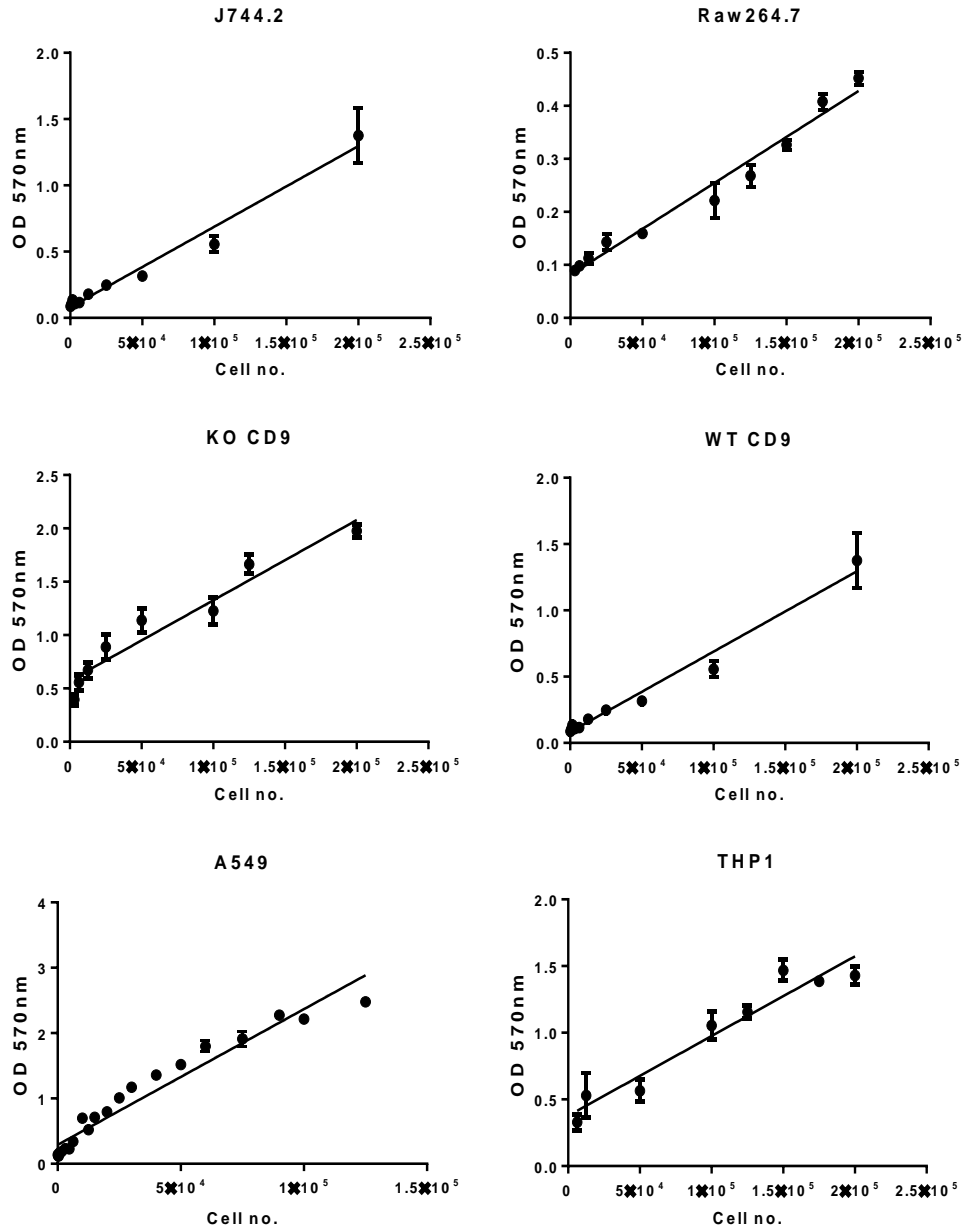 J744.2
2.0
1.5
1.0
0.5
0.0
OD 570nm
0 5✖10⁴ 1✖10⁵ 1.5✖10⁵ 2✖10⁵ 2.5✖10⁵
Cell no.
Raw264.7
0.5
0.4
0.3
0.2
0.1
0.0
OD 570nm
0 5✖10⁴ 1✖10⁵ 1.5✖10⁵ 2✖10⁵ 2.5✖10⁵
Cell no.
KO CD9
2.5
2.0
1.5
1.0
0.5
0.0
OD 570nm
0 5✖10⁴ 1✖10⁵ 1.5✖10⁵ 2✖10⁵ 2.5✖10⁵
Cell no.
WT CD9
2.0
1.5
1.0
0.5
0.0
OD 570nm
0 5✖10⁴ 1✖10⁵ 1.5✖10⁵ 2✖10⁵ 2.5✖10⁵
Cell no.
A549
4
3
2
1
0
OD 570nm
0 5✖10⁴ 1✖10⁵ 1.5✖10⁵
Cell no.
THP1
2.0
1.5
1.0
0.5
0.0
OD 570nm
0 5✖10⁴ 1✖10⁵ 1.5✖10⁵ 2✖10⁵ 2.5✖10⁵
Cell no.